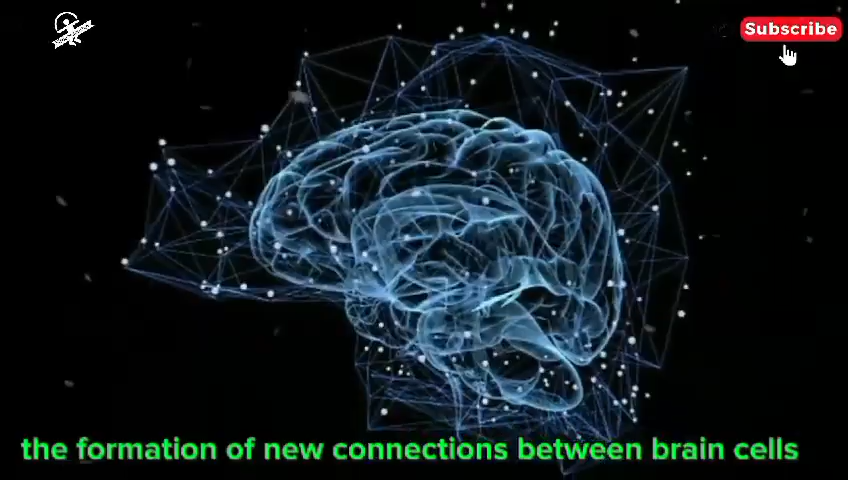 Subscribe
the formation of new connections between brain cells